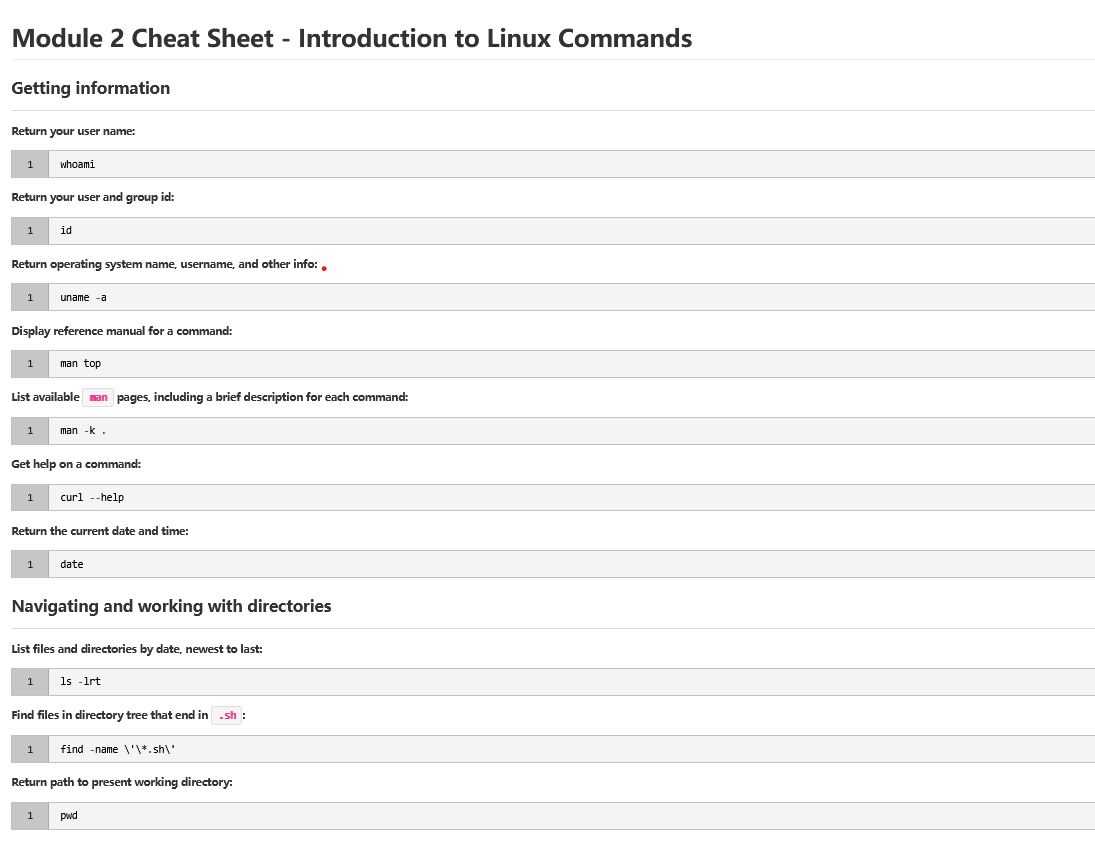 Module 2 Cheat Sheet - Introduction to Linux Commands
Getting information
Return your user name:
1 whoami
Return your user and group id:
1 id
Return operating system name, username, and other info:
1 uname -a
Display reference manual for a command:
1 man top
List available man pages, including a brief description for each command:
1 man -k .
Get help on a command:
1 curl --help
Return the current date and time:
1 date
Navigating and working with directories
List files and directories by date, newest to last:
1 ls -lrt
Find files in directory tree that end in .sh :
1 find -name \'\*.sh\'
Return path to present working directory:
1 pwd